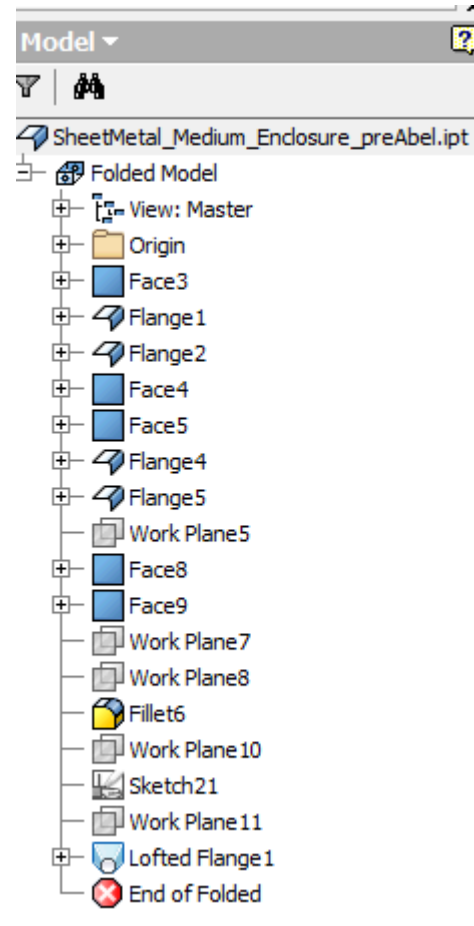 Model
SheetMetal_Medium_Enclosure_preAbel.ipt
Folded Model
View: Master
Origin
Face3
Flange1
Flange2
Face4
Face5
Flange4
Flange5
Work Plane5
Face8
Face9
Work Plane7
Work Plane8
Fillet6
Work Plane10
Sketch21
Work Plane11
Lofted Flange1
End of Folded